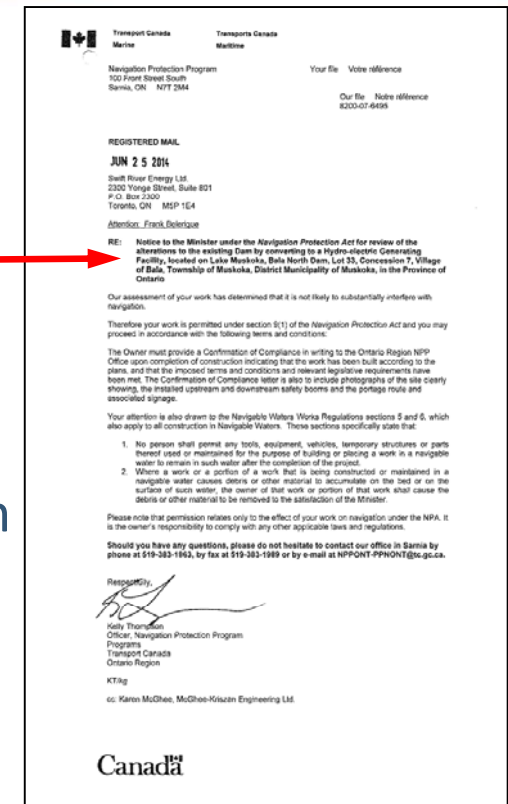 Transport Canada Transports Canada
Marine Maritime
Navigation Protection Program
100 Front Street South
Sarnia, ON N7T 2M4
Your file Votre référence
Our file Notre référence
8200-07-6495
REGISTERED MAIL
JUN 25 2014
Swift River Energy Ltd.
2300 Yonge Street, Suite 801
P.O. Box 2300
Toronto, ON M5P 1E4
Attention: Frank Belerique
RE: Notice to the Minister under the Navigation Protection Act for review of the
alterations to the existing Dam by converting to a Hydro-electric Generating
Facility, located on Lake Muskoka, Bala North Dam, Lot 33, Concession 7, Village
of Bala, Township of Muskoka, District Municipality of Muskoka, in the Province of
Ontario
Our assessment of your work has determined that it is not likely to substantially interfere with
navigation.
Therefore your work is permitted under section 9(1) of the Navigation Protection Act and you may
proceed in accordance with the following terms and conditions:
The Owner must provide a Confirmation of Compliance in writing to the Ontario Region NPP
Office upon completion of construction indicating that the work has been built according to the
plans, and that the imposed terms and conditions and relevant legislative requirements have
been met. The Confirmation of Compliance letter is also to include photographs of the site clearly
showing, the installed upstream and downstream safety booms and the portage route and
associated signage.
Your attention is also drawn to the Navigable Waters Works Regulations sections 5 and 6, which
also apply to all construction in Navigable Waters. These sections specifically state that:
1. No person shall permit any tools, equipment, vehicles, temporary structures or parts
thereof used or maintained for the purpose of building or placing a work in a navigable
water to remain in such water after the completion of the project.
2. Where a work or a portion of a work that is being constructed or maintained in a
navigable water causes debris or other material to accumulate on the bed or on the
surface of such water, the owner of that work or portion of that work shall cause the
debris or other material to be removed to the satisfaction of the Minister.
Please note that permission relates only to the effect of your work on navigation under the NPA. It
is the owner's responsibility to comply with any other applicable laws and regulations.
Should you have any questions, please do not hesitate to contact our office in Sarnia by
phone at 519-383-1863, by fax at 519-383-1989 or by e-mail at NPPONT-PPNONT@tc.gc.ca.
Respectfully,
Kelly Thompson
Officer, Navigation Protection Program
Programs
Transport Canada
Ontario Region
KT/kg
cc: Karen McGhee, McGhee-Krizsan Engineering Ltd.
Canada
n